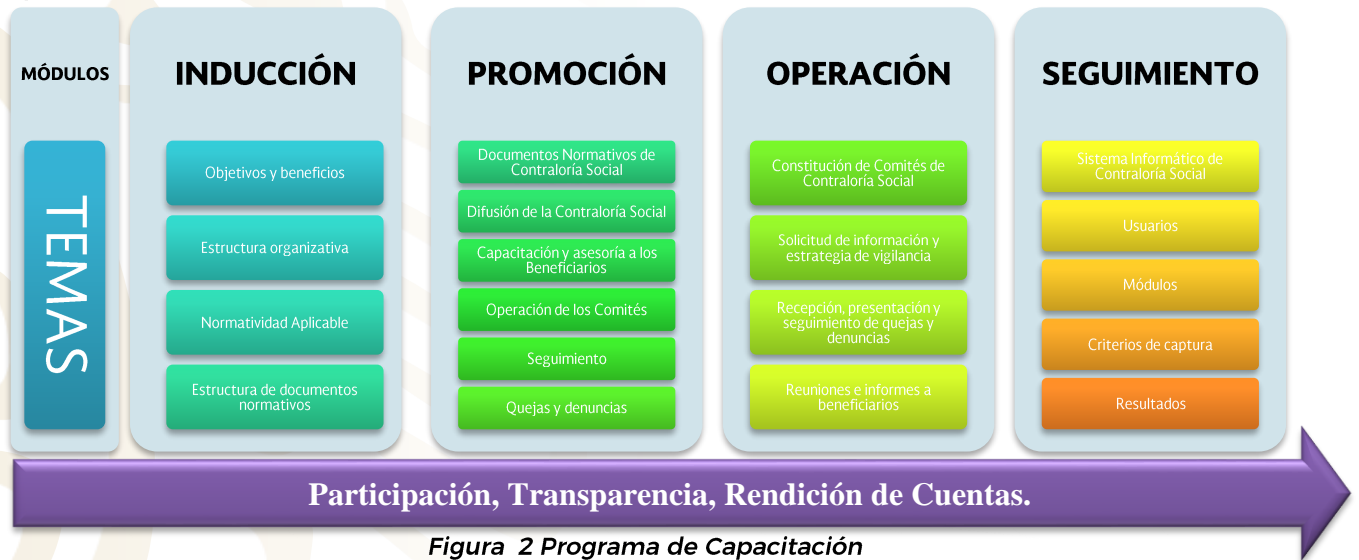 MÓDULOS
TEMAS
INDUCCIÓN
Objetivos y beneficios
Estructura organizativa
Normatividad Aplicable
Estructura de documentos
normativos
PROMOCIÓN
Documentos Normativos de
Contraloría Social
Difusión de la Contraloría Social
Capacitación y asesoría a los
Beneficiarios
Operación de los Comités
Seguimiento
Quejas y denuncias
OPERACIÓN
Constitución de Comités de
Contraloría Social
Solicitud de información y
estrategia de vigilancia
Recepción, presentación y
seguimiento de quejas y
denuncias
Reuniones e informes a
beneficiarios
SEGUIMIENTO
Sistema Informático de
Contraloría Social
Usuarios
Módulos
Criterios de captura
Resultados
Participación, Transparencia, Rendición de Cuentas.
Figura 2 Programa de Capacitación